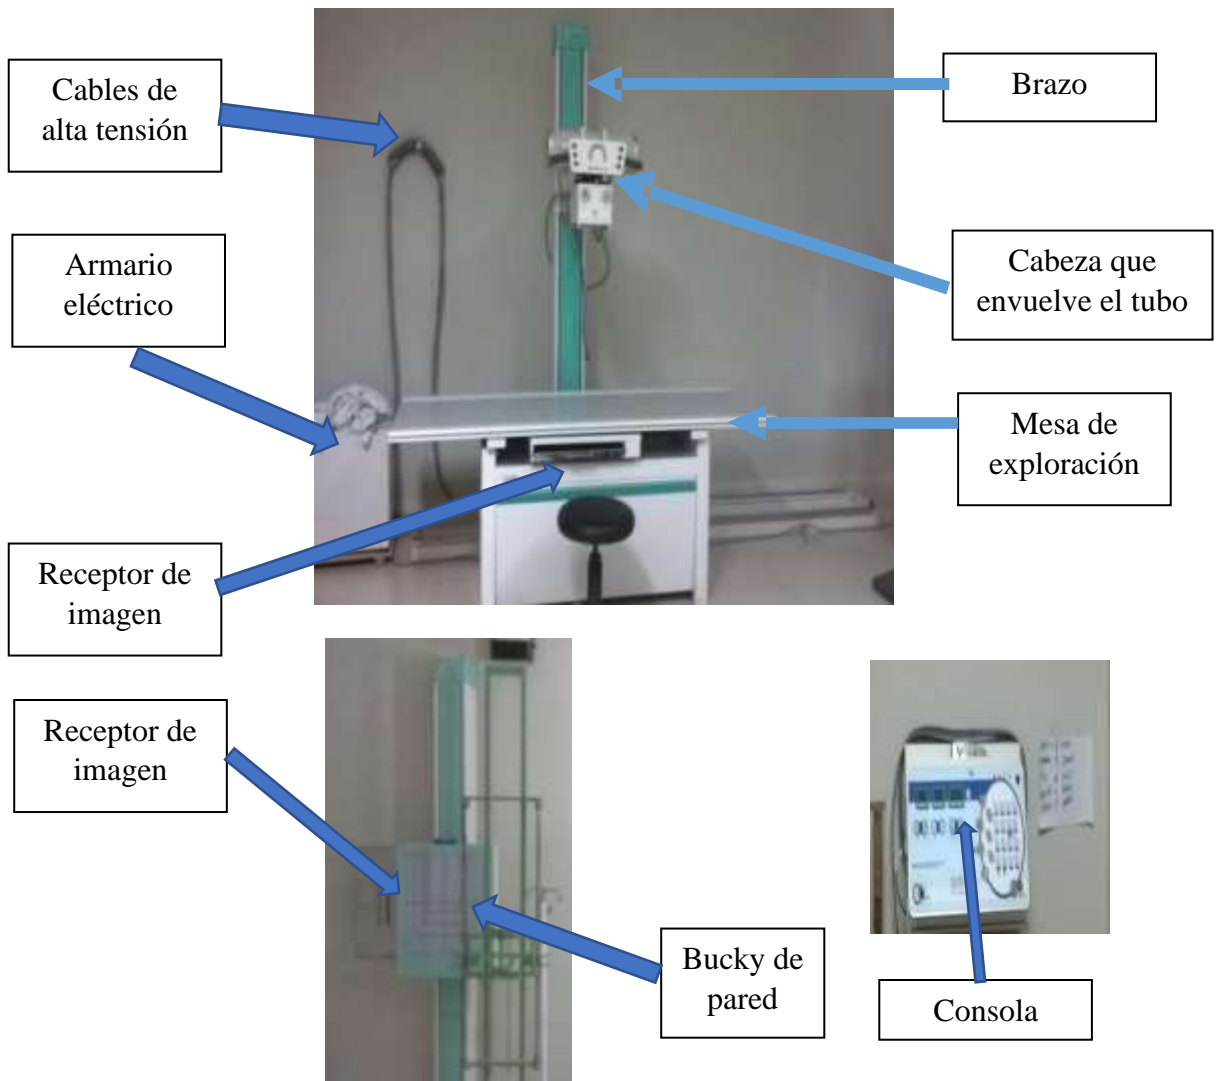 Cables de
alta tensión
Brazo
Armario
eléctrico
Cabeza que
envuelve el tubo
Mesa de
exploración
Receptor de
imagen
Receptor de
imagen
Bucky de
pared
Consola